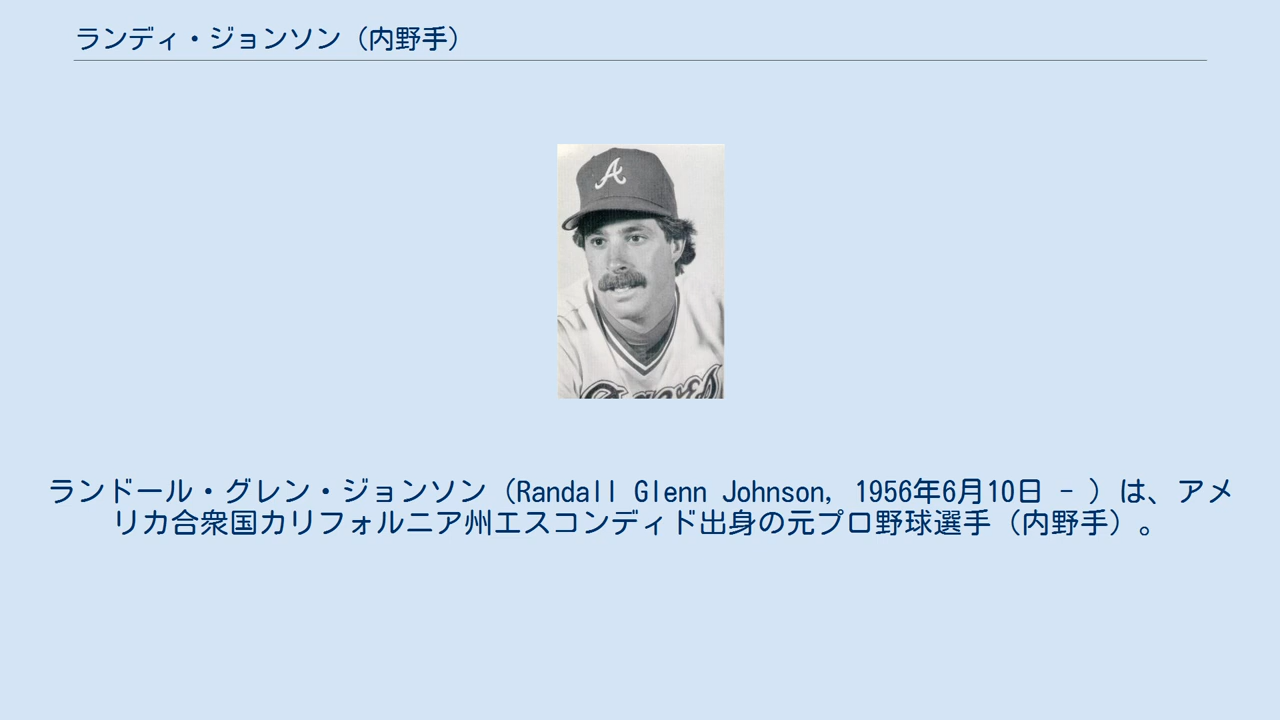 ランディ・ジョンソン（内野手）
A
ランドール・グレン・ジョンソン（Randall Glenn Johnson, 1956年6月10日 - ）は、アメ
リカ合衆国カリフォルニア州エスコンディド出身の元プロ野球選手（内野手）。